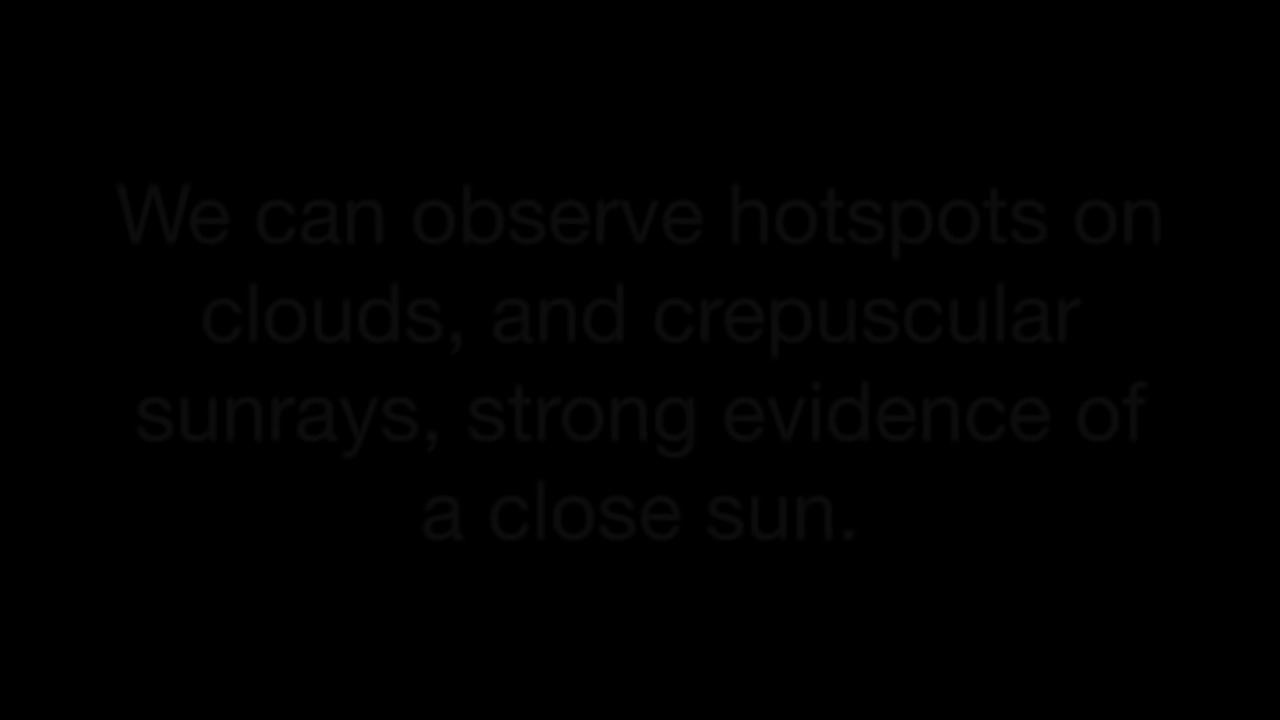 We can observe hotspots on
clouds, and crepuscular
sunrays, strong evidence of
a close sun.